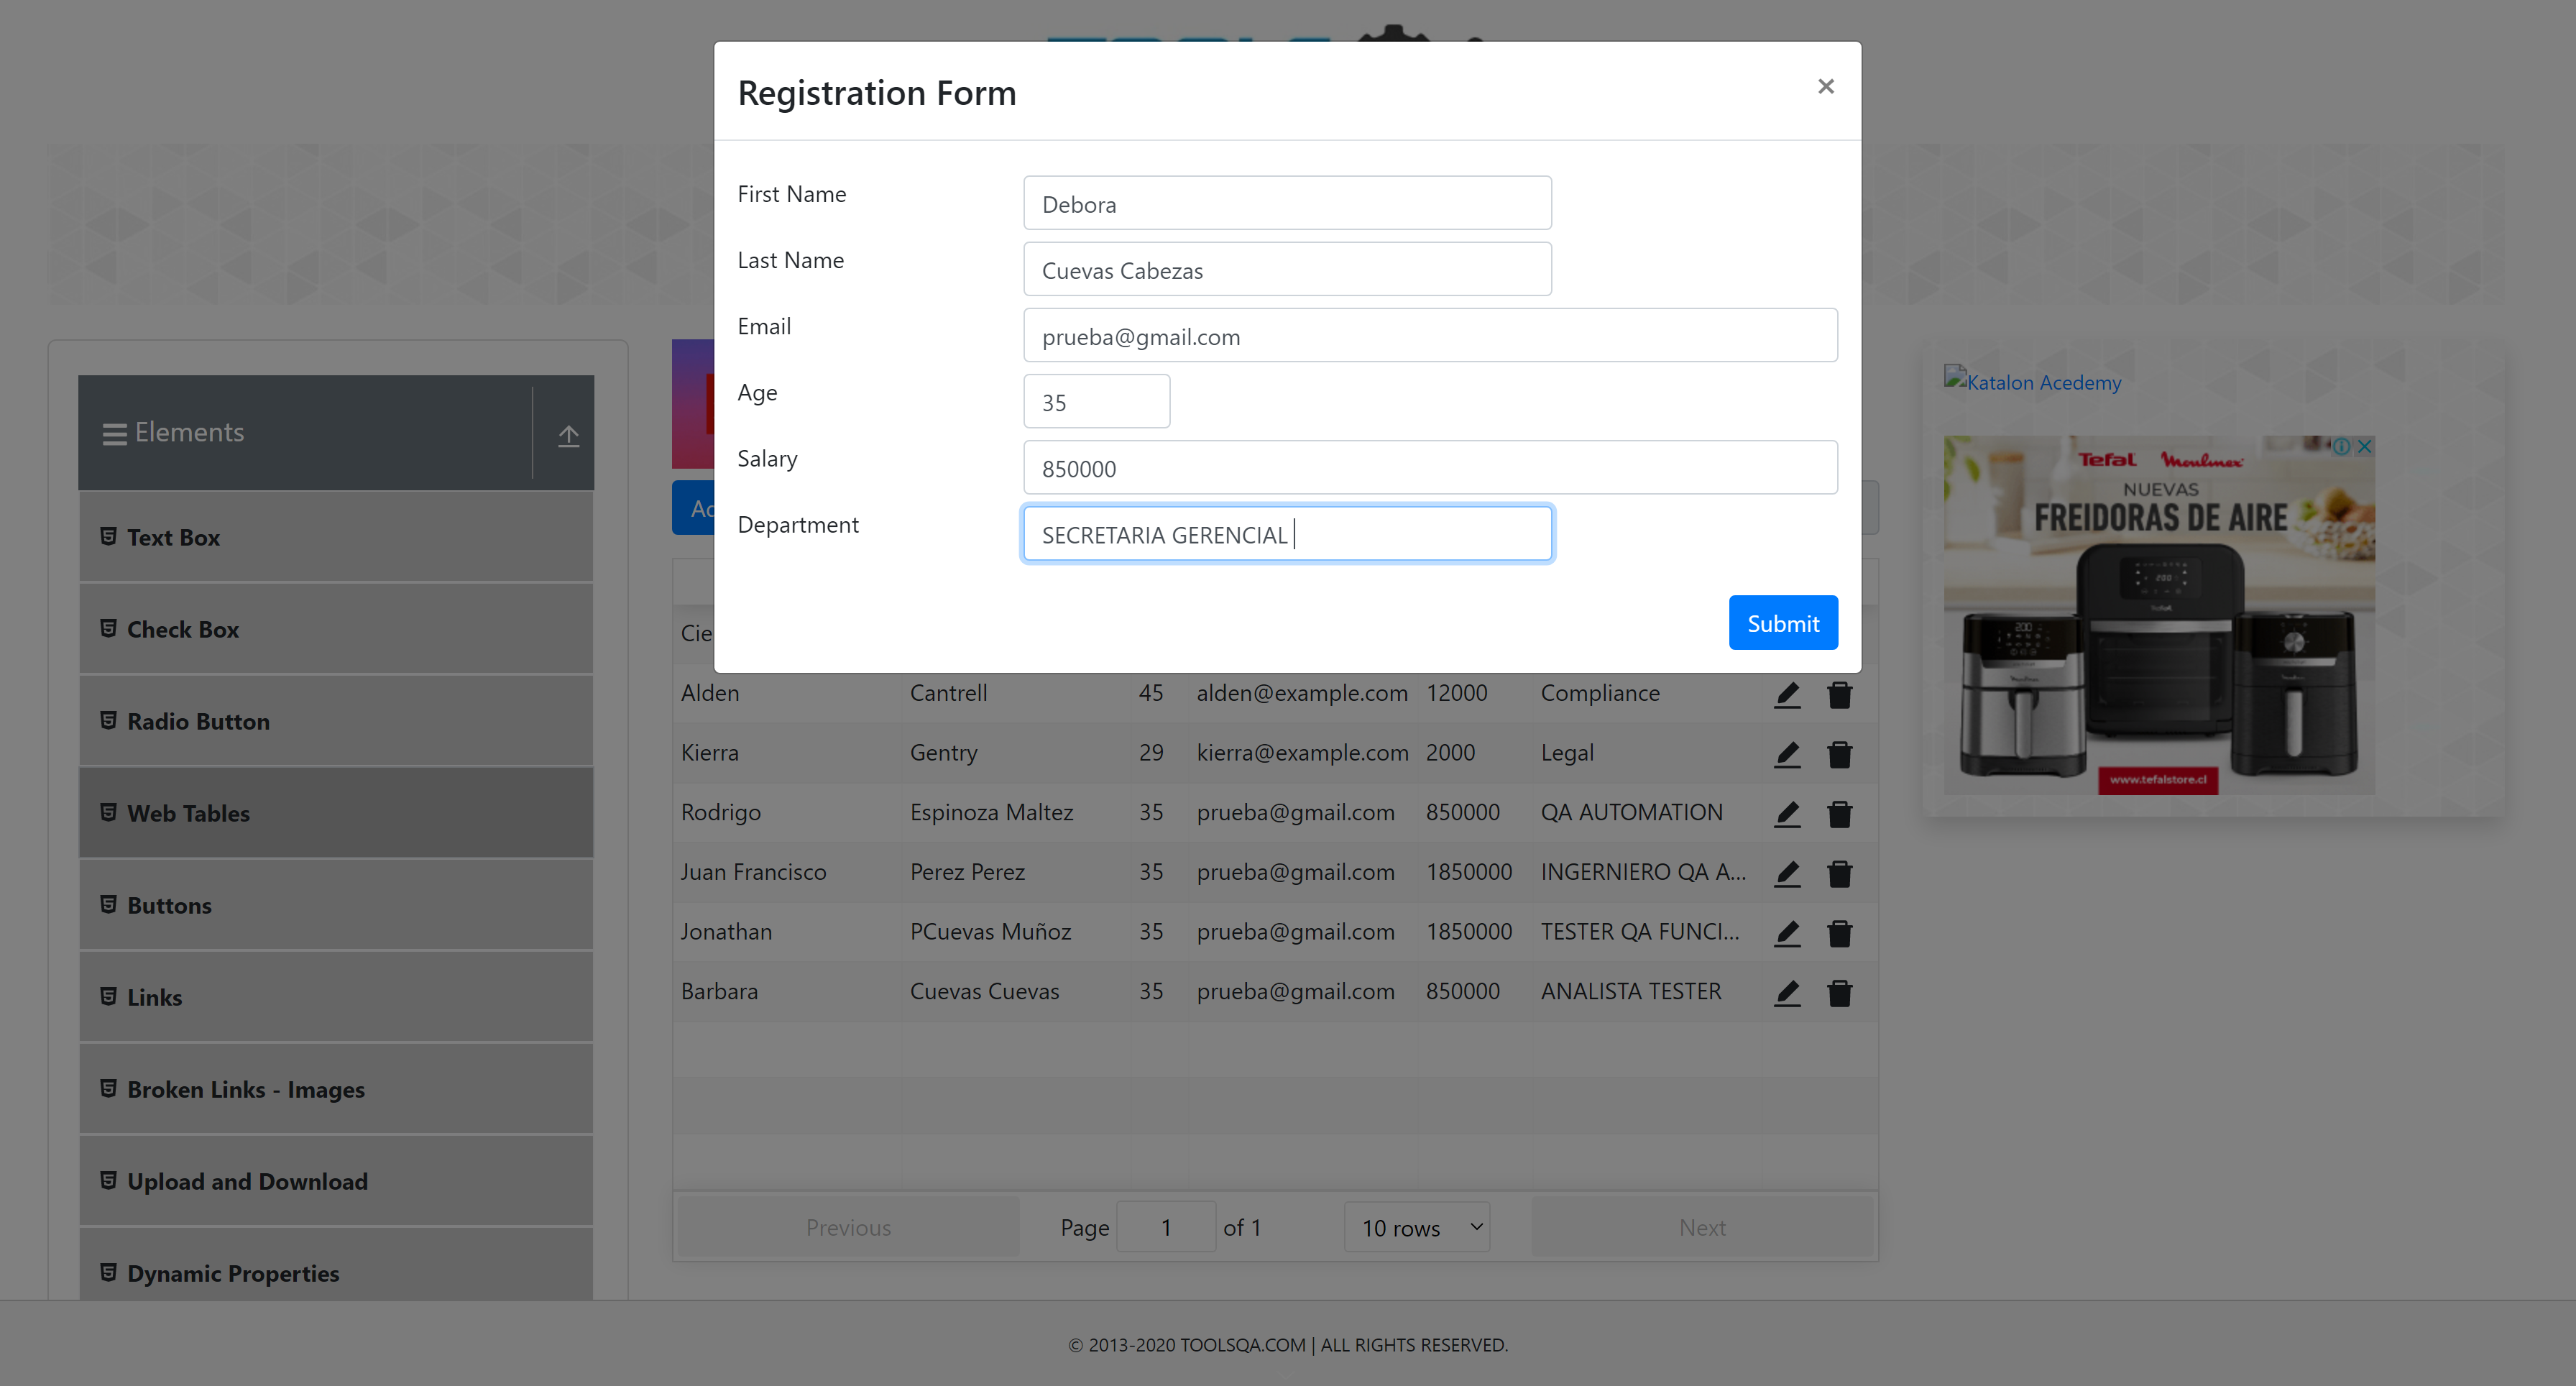 Registration Form
×
First Name
Debora
Last Name
Cuevas Cabezas
Email
prueba@gmail.com
Age
35
Salary
850000
Department
SECRETARIA GERENCIAL
Submit
Elements
Text Box
Check Box
Radio Button
Web Tables
Buttons
Links
Broken Links - Images
Upload and Download
Dynamic Properties
Alden Cantrell 45 alden@example.com 12000 Compliance
Kierra Gentry 29 kierra@example.com 2000 Legal
Rodrigo Espinoza Maltez 35 prueba@gmail.com 850000 QA AUTOMATION
Juan Francisco Perez Perez 35 prueba@gmail.com 1850000 INGERNIERO QA A...
Jonathan PCuevas Muñoz 35 prueba@gmail.com 1850000 TESTER QA FUNCI...
Barbara Cuevas Cuevas 35 prueba@gmail.com 850000 ANALISTA TESTER
Previous
Page 1 of 1
10 rows
Next
Katalon Acedemy
Tefal Moulinex
NUEVAS
FREIDORAS DE AIRE
www.tefalstore.cl
© 2013-2020 TOOLSQA.COM | ALL RIGHTS RESERVED.